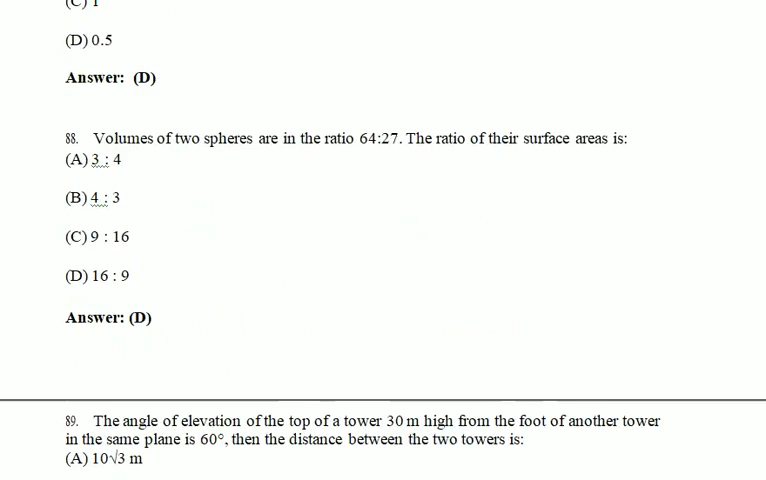 (C) 1
(D) 0.5
Answer: (D)
88. Volumes of two spheres are in the ratio 64:27. The ratio of their surface areas is:
(A) 3 : 4
(B) 4 : 3
(C) 9 : 16
(D) 16 : 9
Answer: (D)
89. The angle of elevation of the top of a tower 30 m high from the foot of another tower
in the same plane is 60°, then the distance between the two towers is:
(A) 10√3 m